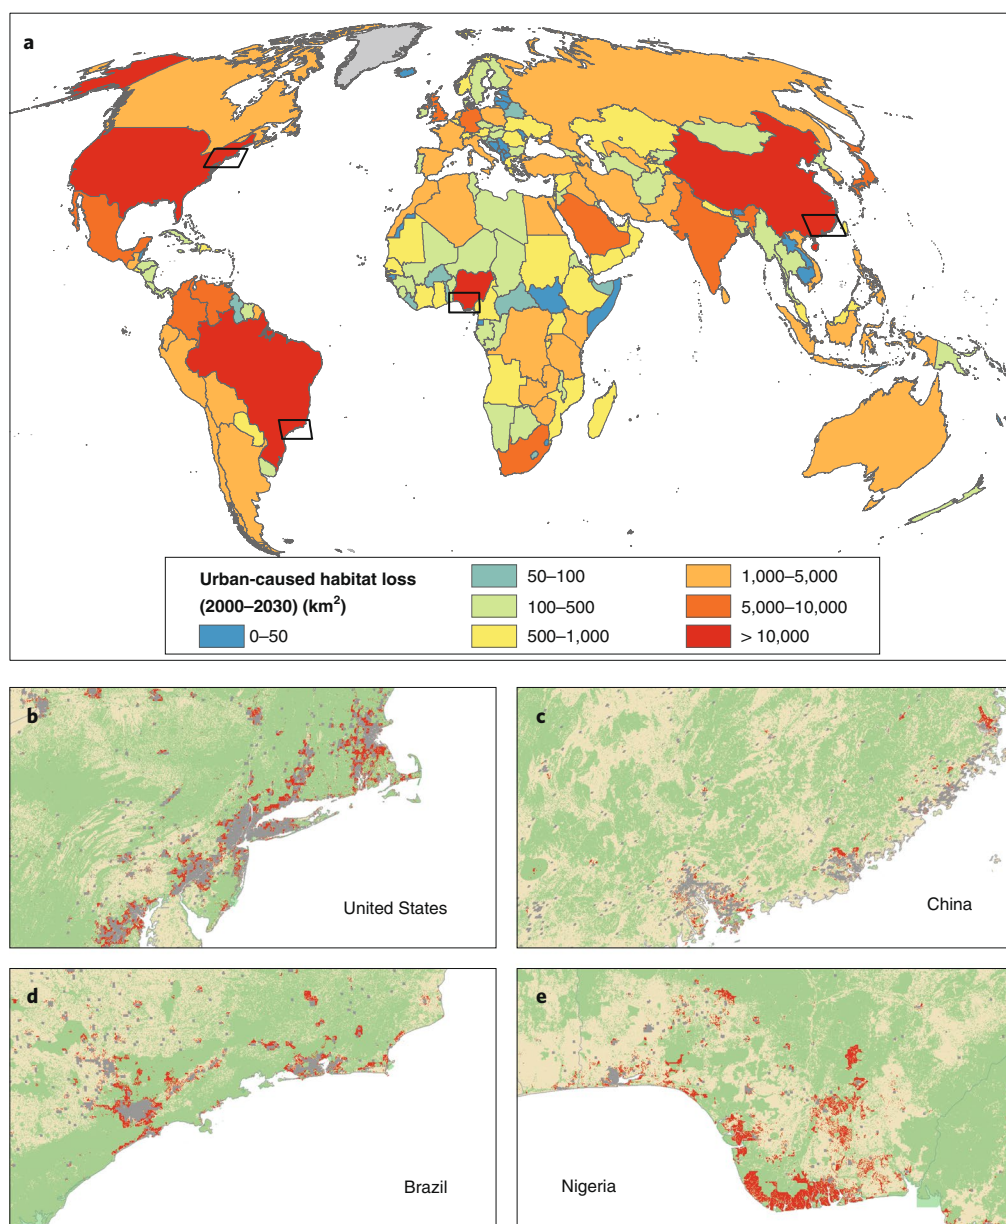 a
Urban-caused habitat loss
(2000–2030) (km²)
0–50
50–100
100–500
500–1,000
1,000–5,000
5,000–10,000
> 10,000
b
United States
c
China
d
Brazil
e
Nigeria